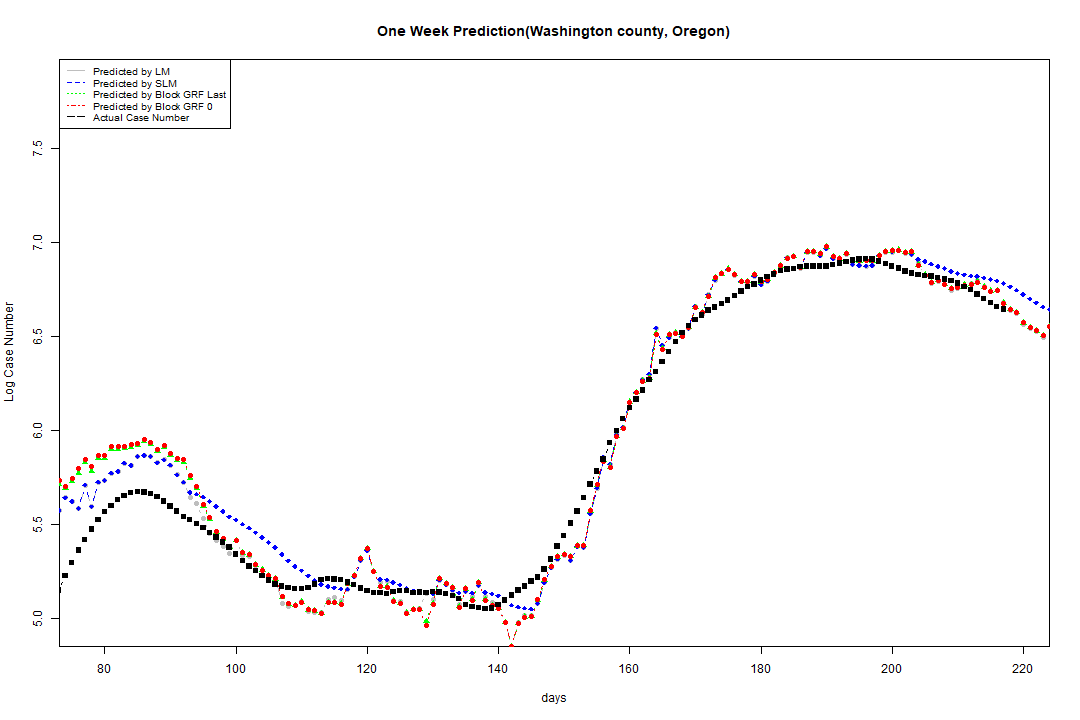 One Week Prediction(Washington county, Oregon)
Predicted by LM
Predicted by SLM
Predicted by Block GRF Last
Predicted by Block GRF 0
Actual Case Number
7.5
7.0
6.5
6.0
5.5
5.0
Log Case Number
80 100 120 140 160 180 200 220
days